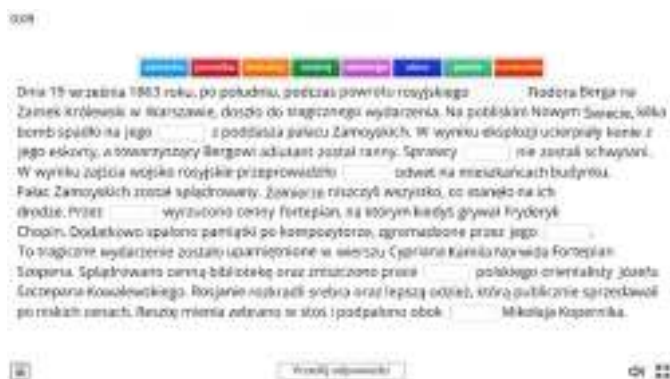 0:09
Dnia 19 września 1863 roku, po południu, podczas powrotu rosyjskiego Fiodora Berga na
Zamek Królewski w Warszawie, doszło do tragicznego wydarzenia. Na pobliskim Nowym Świecie, kilka
bomb spadło na jego z poddasza pałacu Zamoyskich. W wyniku eksplozji ucierpiały konie z
jego eskorty, a towarzyszący Bergowi adiutant został ranny. Sprawcy nie zostali schwytani.
W wyniku zajścia wojsko rosyjskie przeprowadziło odwet na mieszkańcach budynku.
Pałac Zamoyskich został splądrowany. Żołnierze niszczyli wszystko, co stanęło na ich
drodze. Przez wyrzucono cenny fortepian, na którym kiedyś grywał Fryderyk
Chopin. Dodatkowo spalono pamiątki po kompozytorze, zgromadzone przez jego .
To tragiczne wydarzenie zostało upamiętnione w wierszu Cypriana Kamila Norwida Fortepian
Szopena. Splądrowano cenną bibliotekę oraz zniszczono prace polskiego orientalisty Józefa
Szczepana Kowalewskiego. Rosjanie rozkradli srebra oraz lepszą odzież, którą publicznie sprzedawali
po niskich cenach. Resztę mienia zebrano w stos i podpalono obok Mikołaja Kopernika.
Prześlij odpowiedzi